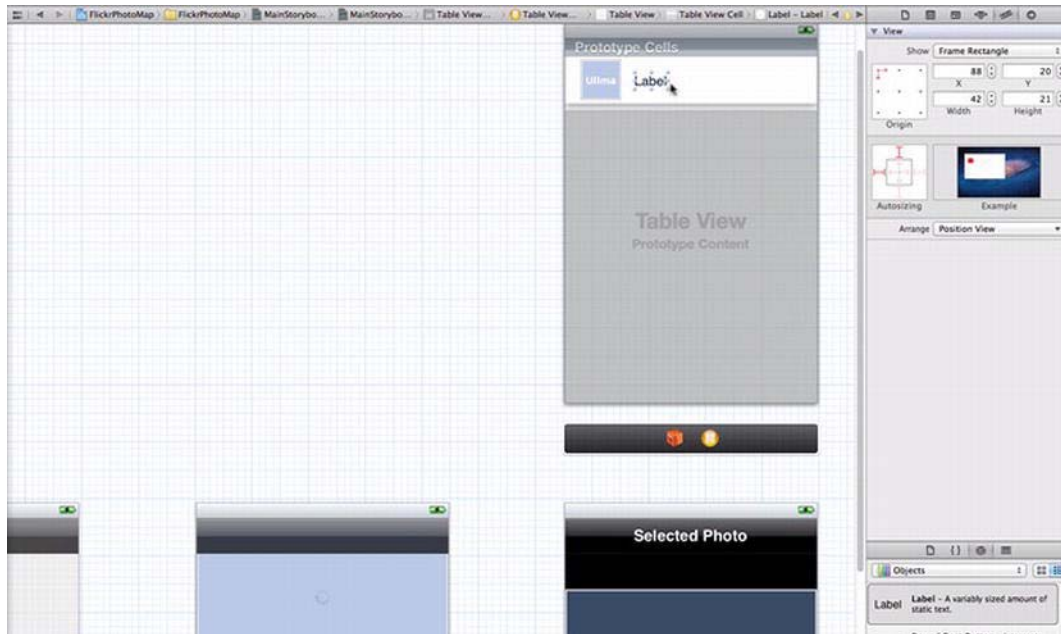 FlickrPhotoMap FlickrPhotoMap MainStorybo... MainStorybo... Table View... Table View... Table View Table View Cell Label - Label
View
Show Frame Rectangle
88 20
X Y
42 21
Width Height
Origin
Autosizing Example
Arrange Position View
Prototype Cells
Label
Table View
Prototype Content
Selected Photo
Objects
Label Label - A variably sized amount of
static text.